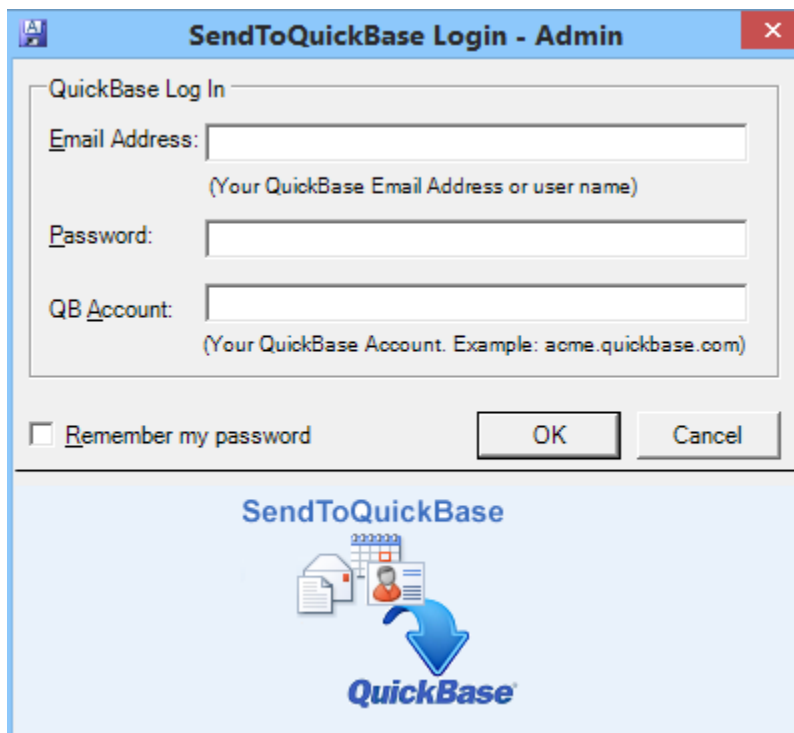 SendToQuickBase Login - Admin
QuickBase Log In
Email Address:
(Your QuickBase Email Address or user name)
Password:
QB Account:
(Your QuickBase Account. Example: acme.quickbase.com)
Remember my password
OK
Cancel
SendToQuickBase
QuickBase